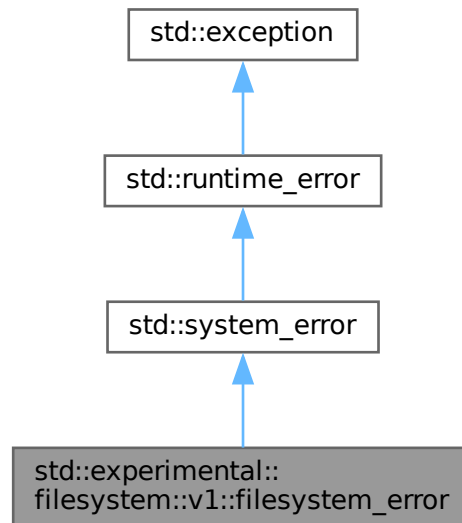 std::exception
std::runtime_error
std::system_error
std::experimental::
filesystem::v1::filesystem_error